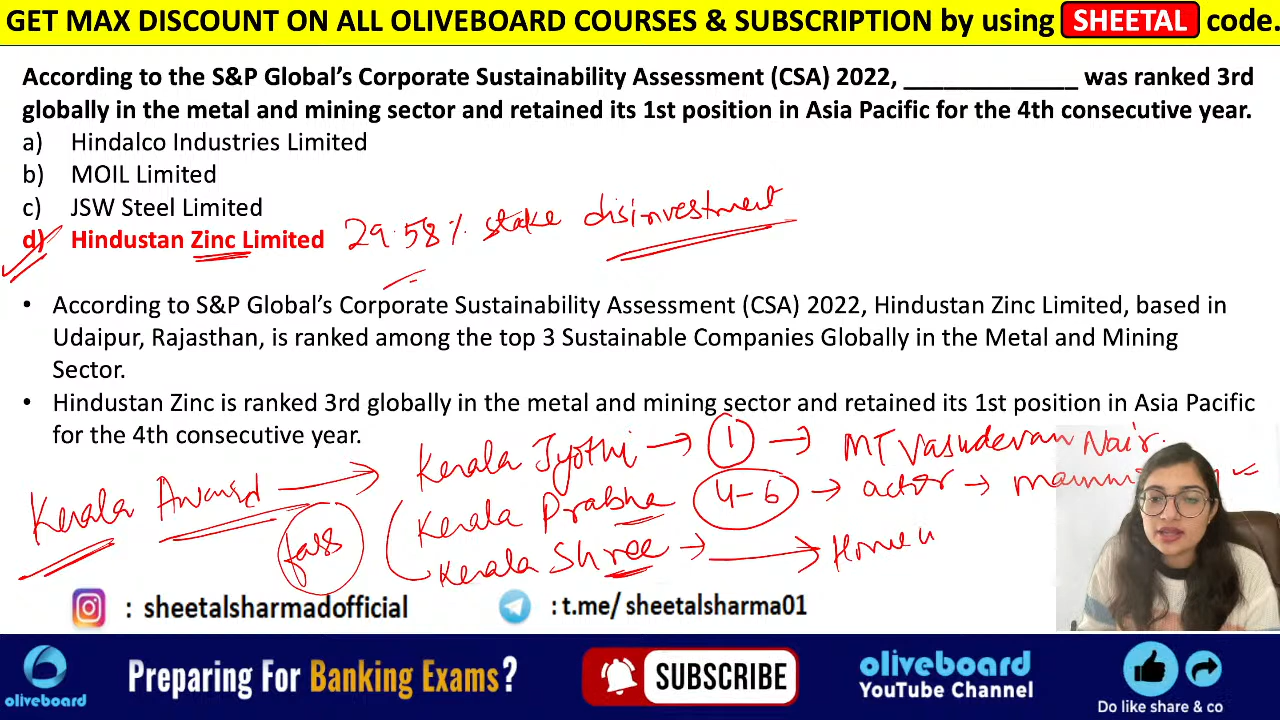 GET MAX DISCOUNT ON ALL OLIVEBOARD COURSES & SUBSCRIPTION by using SHEETAL code.
According to the S&P Global’s Corporate Sustainability Assessment (CSA) 2022, _____________ was ranked 3rd
globally in the metal and mining sector and retained its 1st position in Asia Pacific for the 4th consecutive year.
a) Hindalco Industries Limited
b) MOIL Limited
c) JSW Steel Limited
d) Hindustan Zinc Limited 29.58% stake disinvestment
• According to S&P Global’s Corporate Sustainability Assessment (CSA) 2022, Hindustan Zinc Limited, based in
Udaipur, Rajasthan, is ranked among the top 3 Sustainable Companies Globally in the Metal and Mining
Sector.
• Hindustan Zinc is ranked 3rd globally in the metal and mining sector and retained its 1st position in Asia Pacific
for the 4th consecutive year.
Kerala Award → Kerala Jyothi → 1 → MT Vasudevan Nair
Kerala Prabha 4-6 → actor →
Kerala Shree → → Home
: sheetalsharmadofficial : t.me/ sheetalsharma01
oliveboard
Preparing For Banking Exams?
SUBSCRIBE
oliveboard
YouTube Channel
Do like share & co